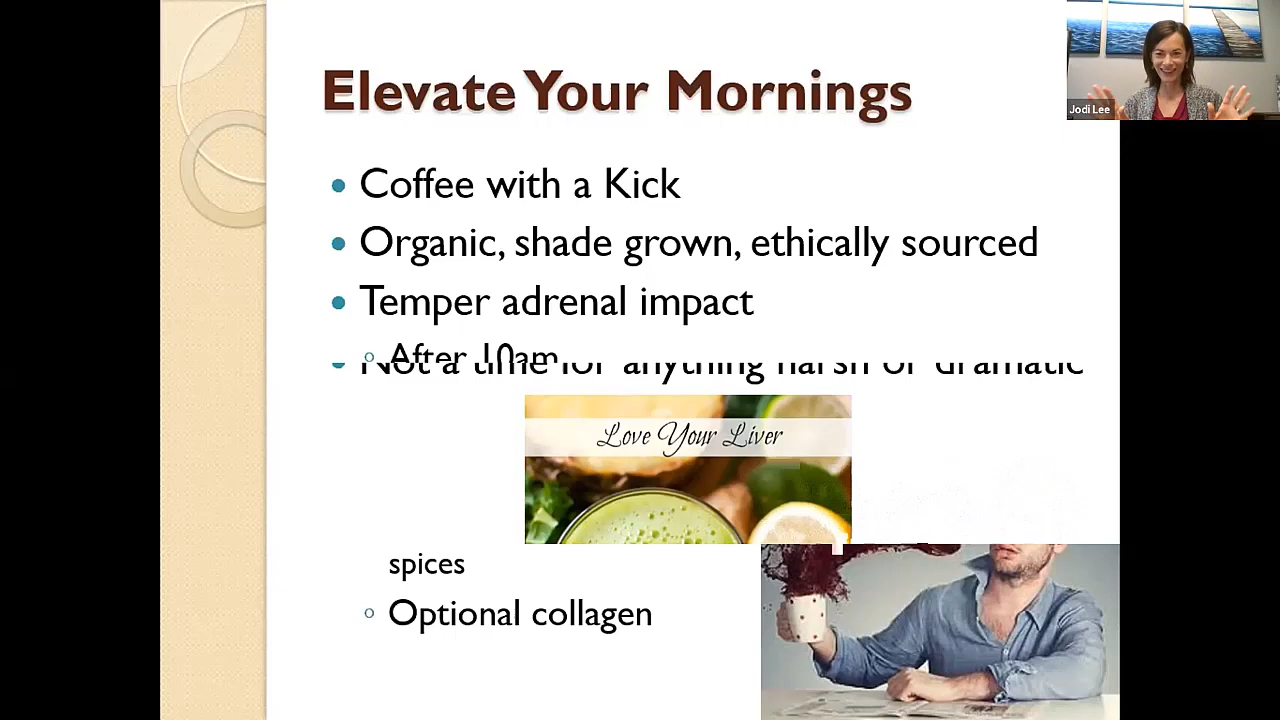 Elevate Your Mornings
Jodi Lee
• Coffee with a Kick
• Organic, shade grown, ethically sourced
• Temper adrenal impact
◦ After 10am
• Not a time for anything harsh or dramatic
Love Your Liver
spices
◦ Optional collagen